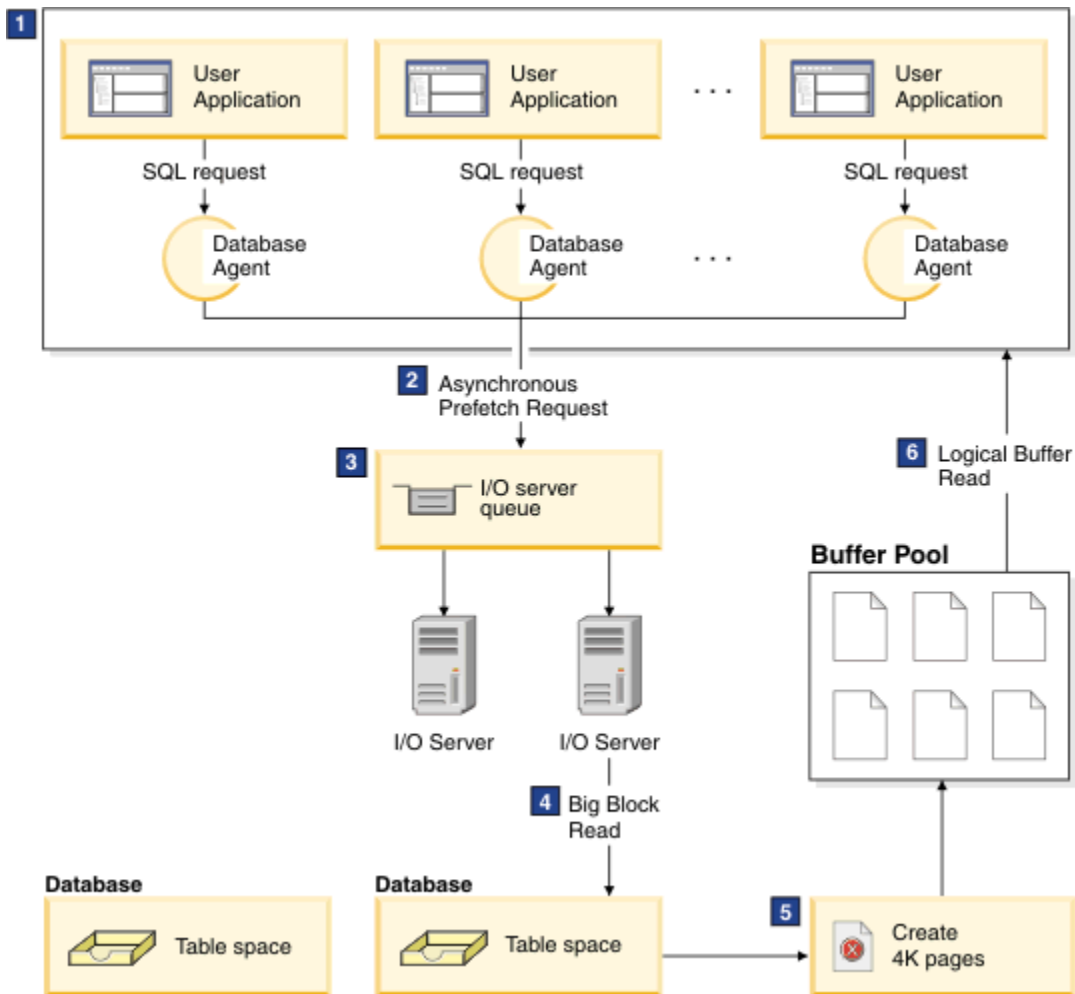 1
User User User
Application Application . . . Application
SQL request SQL request SQL request
Database Database Database
Agent Agent . . . Agent
2 Asynchronous
Prefetch Request
3 I/O server
queue
6 Logical Buffer
Read
Buffer Pool
I/O Server I/O Server
4 Big Block
Read
Database Database
Table space Table space
5 Create
4K pages